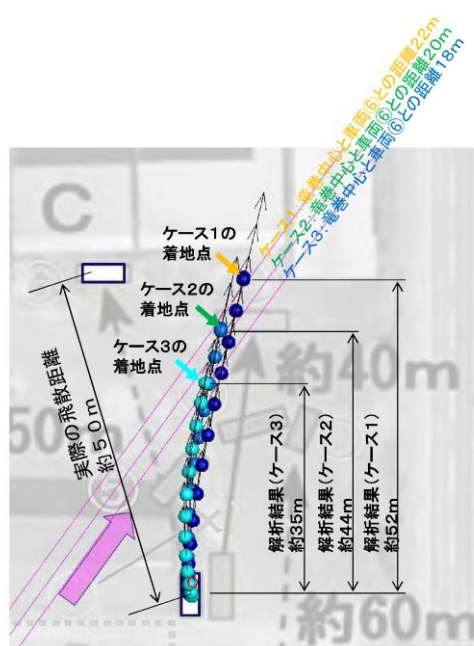 ケース1：竜巻中心と車両⑥との距離22m
ケース2：竜巻中心と車両⑥との距離20m
ケース3：竜巻中心と車両⑥との距離18m
C
ケース1の
着地点
ケース2の
着地点
ケース3の
着地点
約40m
50m
実際の飛散距離
約50m
解析結果(ケース3)
約35m
解析結果(ケース2)
約44m
解析結果(ケース1)
約52m
約60m